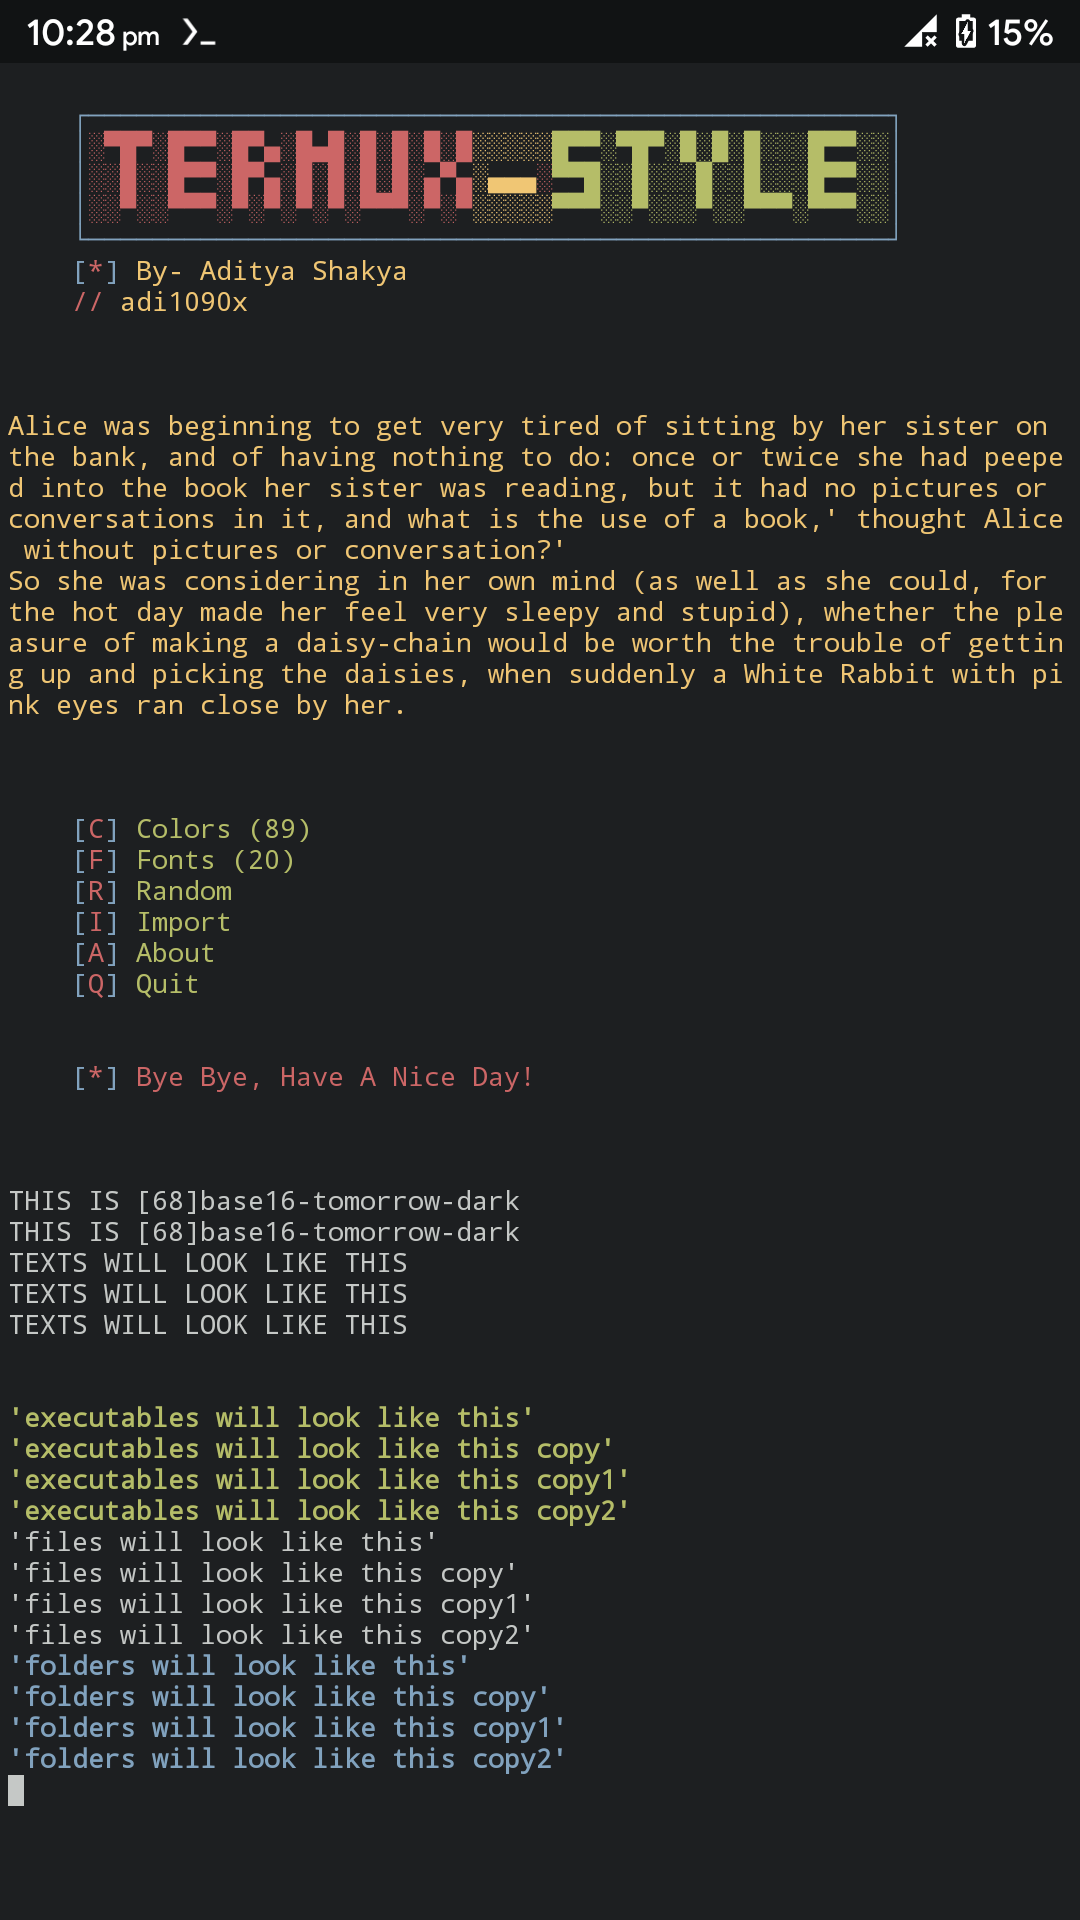 10:28 pm 15%
TERMUX-STYLE
[*] By- Aditya Shakya
// adi1090x
Alice was beginning to get very tired of sitting by her sister on
the bank, and of having nothing to do: once or twice she had peepe
d into the book her sister was reading, but it had no pictures or
conversations in it, and what is the use of a book,' thought Alice
without pictures or conversation?'
So she was considering in her own mind (as well as she could, for
the hot day made her feel very sleepy and stupid), whether the ple
asure of making a daisy-chain would be worth the trouble of gettin
g up and picking the daisies, when suddenly a White Rabbit with pi
nk eyes ran close by her.
[C] Colors (89)
[F] Fonts (20)
[R] Random
[I] Import
[A] About
[Q] Quit
[*] Bye Bye, Have A Nice Day!
THIS IS [68]base16-tomorrow-dark
THIS IS [68]base16-tomorrow-dark
TEXTS WILL LOOK LIKE THIS
TEXTS WILL LOOK LIKE THIS
TEXTS WILL LOOK LIKE THIS
'executables will look like this'
'executables will look like this copy'
'executables will look like this copy1'
'executables will look like this copy2'
'files will look like this'
'files will look like this copy'
'files will look like this copy1'
'files will look like this copy2'
'folders will look like this'
'folders will look like this copy'
'folders will look like this copy1'
'folders will look like this copy2'